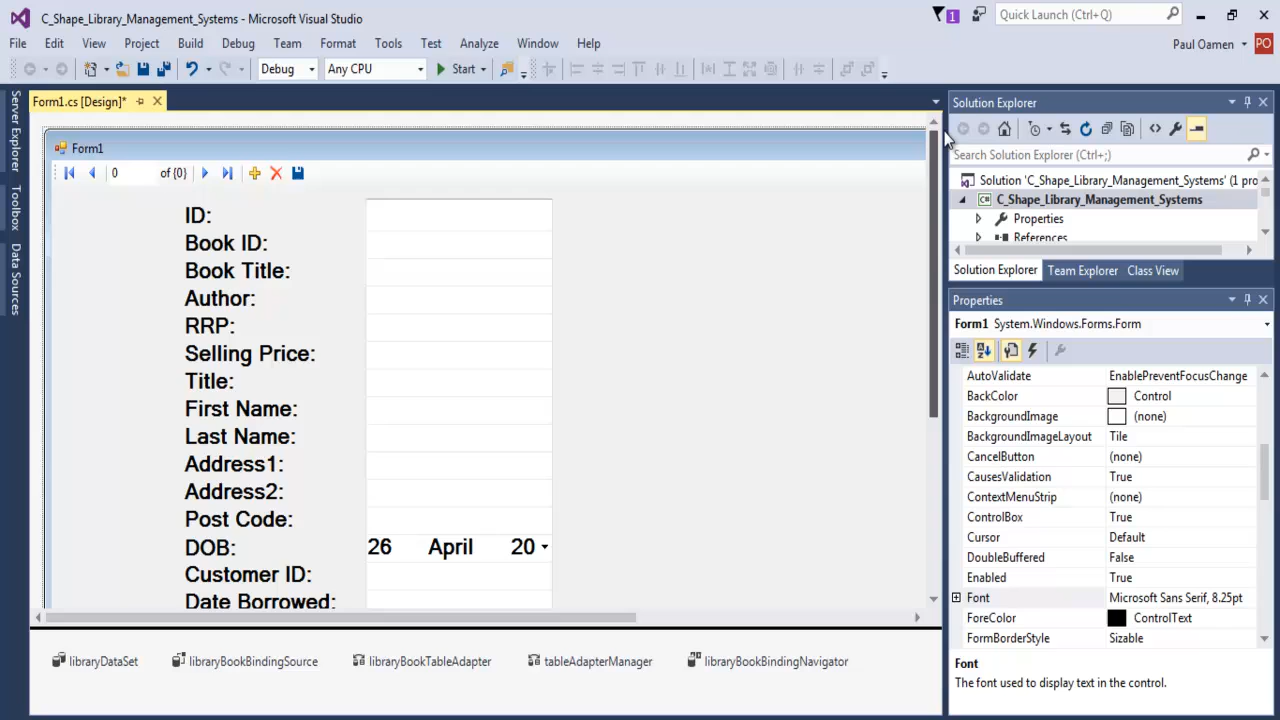 C_Shape_Library_Management_Systems - Microsoft Visual Studio
1
Quick Launch (Ctrl+Q)
File Edit View Project Build Debug Team Format Tools Test Analyze Window Help
Paul Oamen
PO
Debug
Any CPU
Start
Server Explorer
Toolbox
Data Sources
Form1.cs [Design]*
Form1
0
of {0}
ID:
Book ID:
Book Title:
Author:
RRP:
Selling Price:
Title:
First Name:
Last Name:
Address1:
Address2:
Post Code:
DOB: 26 April 20
Customer ID:
Date Borrowed:
libraryDataSet libraryBookBindingSource libraryBookTableAdapter tableAdapterManager libraryBookBindingNavigator
Solution Explorer
Search Solution Explorer (Ctrl+;)
Solution 'C_Shape_Library_Management_Systems' (1 pro
C# C_Shape_Library_Management_Systems
Properties
References
Solution Explorer Team Explorer Class View
Properties
Form1 System.Windows.Forms.Form
AutoValidate EnablePreventFocusChange
BackColor Control
BackgroundImage (none)
BackgroundImageLayout Tile
CancelButton (none)
CausesValidation True
ContextMenuStrip (none)
ControlBox True
Cursor Default
DoubleBuffered False
Enabled True
Font Microsoft Sans Serif, 8.25pt
ForeColor ControlText
FormBorderStyle Sizable
Font
The font used to display text in the control.